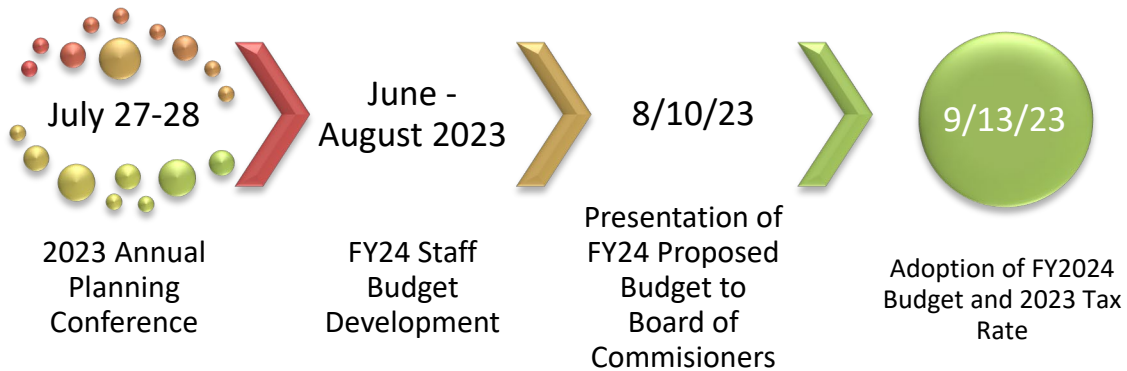 July 27-28
2023 Annual
Planning
Conference
June -
August 2023
FY24 Staff
Budget
Development
8/10/23
Presentation of
FY24 Proposed
Budget to
Board of
Commisioners
9/13/23
Adoption of FY2024
Budget and 2023 Tax
Rate